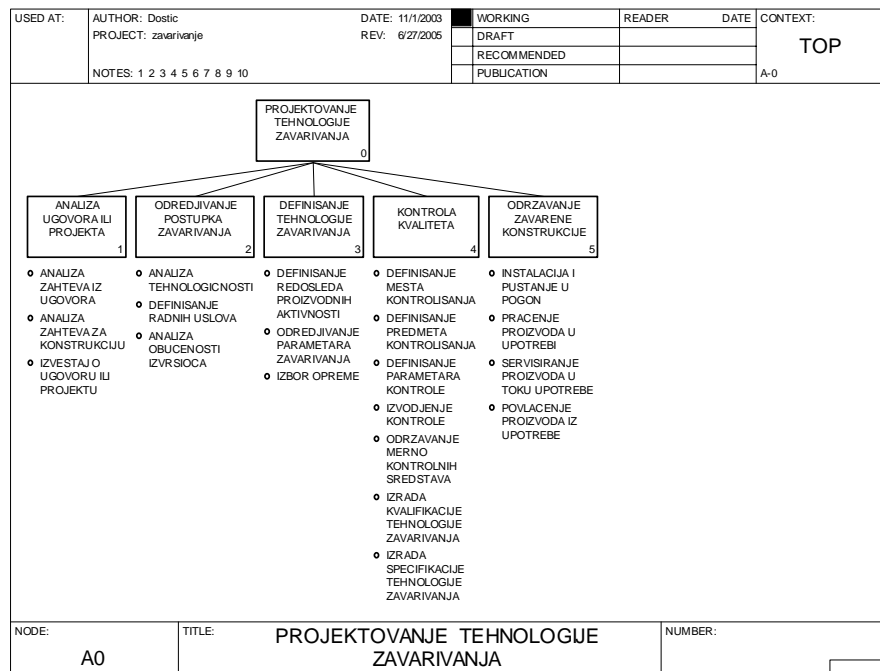 USED AT:
AUTHOR: Dostic
DATE: 11/1/2003
WORKING
READER
DATE
CONTEXT:
PROJECT: zavarivanje
REV: 6/27/2005
DRAFT
TOP
RECOMMENDED
NOTES: 1 2 3 4 5 6 7 8 9 10
PUBLICATION
A-0
PROJEKTOVANJE
TEHNOLOGIJE
ZAVARIVANJA
0
ANALIZA
UGOVORA ILI
PROJEKTA
1
ODREDJIVANJE
POSTUPKA
ZAVARIVANJA
2
DEFINISANJE
TEHNOLOGIJE
ZAVARIVANJA
3
KONTROLA
KVALITETA
4
ODRZAVANJE
ZAVARENE
KONSTRUKCIJE
5
ANALIZA
ZAHTEVA IZ
UGOVORA
ANALIZA
ZAHTEVA ZA
KONSTRUKCIJU
IZVESTAJ O
UGOVORU ILI
PROJEKTU
ANALIZA
TEHNOLOGICNOSTI
DEFINISANJE
RADNIH USLOVA
ANALIZA
OBUCENOSTI
IZVRSIOCA
DEFINISANJE
REDOSLEDA
PROIZVODNIH
AKTIVNOSTI
ODREDJIVANJE
PARAMETARA
ZAVARIVANJA
IZBOR OPREME
DEFINISANJE
MESTA
KONTROLISANJA
DEFINISANJE
PREDMETA
KONTROLISANJA
DEFINISANJE
PARAMETARA
KONTROLE
IZVODJENJE
KONTROLE
ODRZAVANJE
MERNO
KONTROLNIH
SREDSTAVA
IZRADA
KVALIFIKACIJE
TEHNOLOGIJE
ZAVARIVANJA
IZRADA
SPECIFIKACIJE
TEHNOLOGIJE
ZAVARIVANJA
INSTALACIJA I
PUSTANJE U
POGON
PRACENJE
PROIZVODA U
UPOTREBI
SERVISIRANJE
PROIZVODA U
TOKU UPOTREBE
POVLACENJE
PROIZVODA IZ
UPOTREBE
NODE:
A0
TITLE:
PROJEKTOVANJE TEHNOLOGIJE
ZAVARIVANJA
NUMBER: